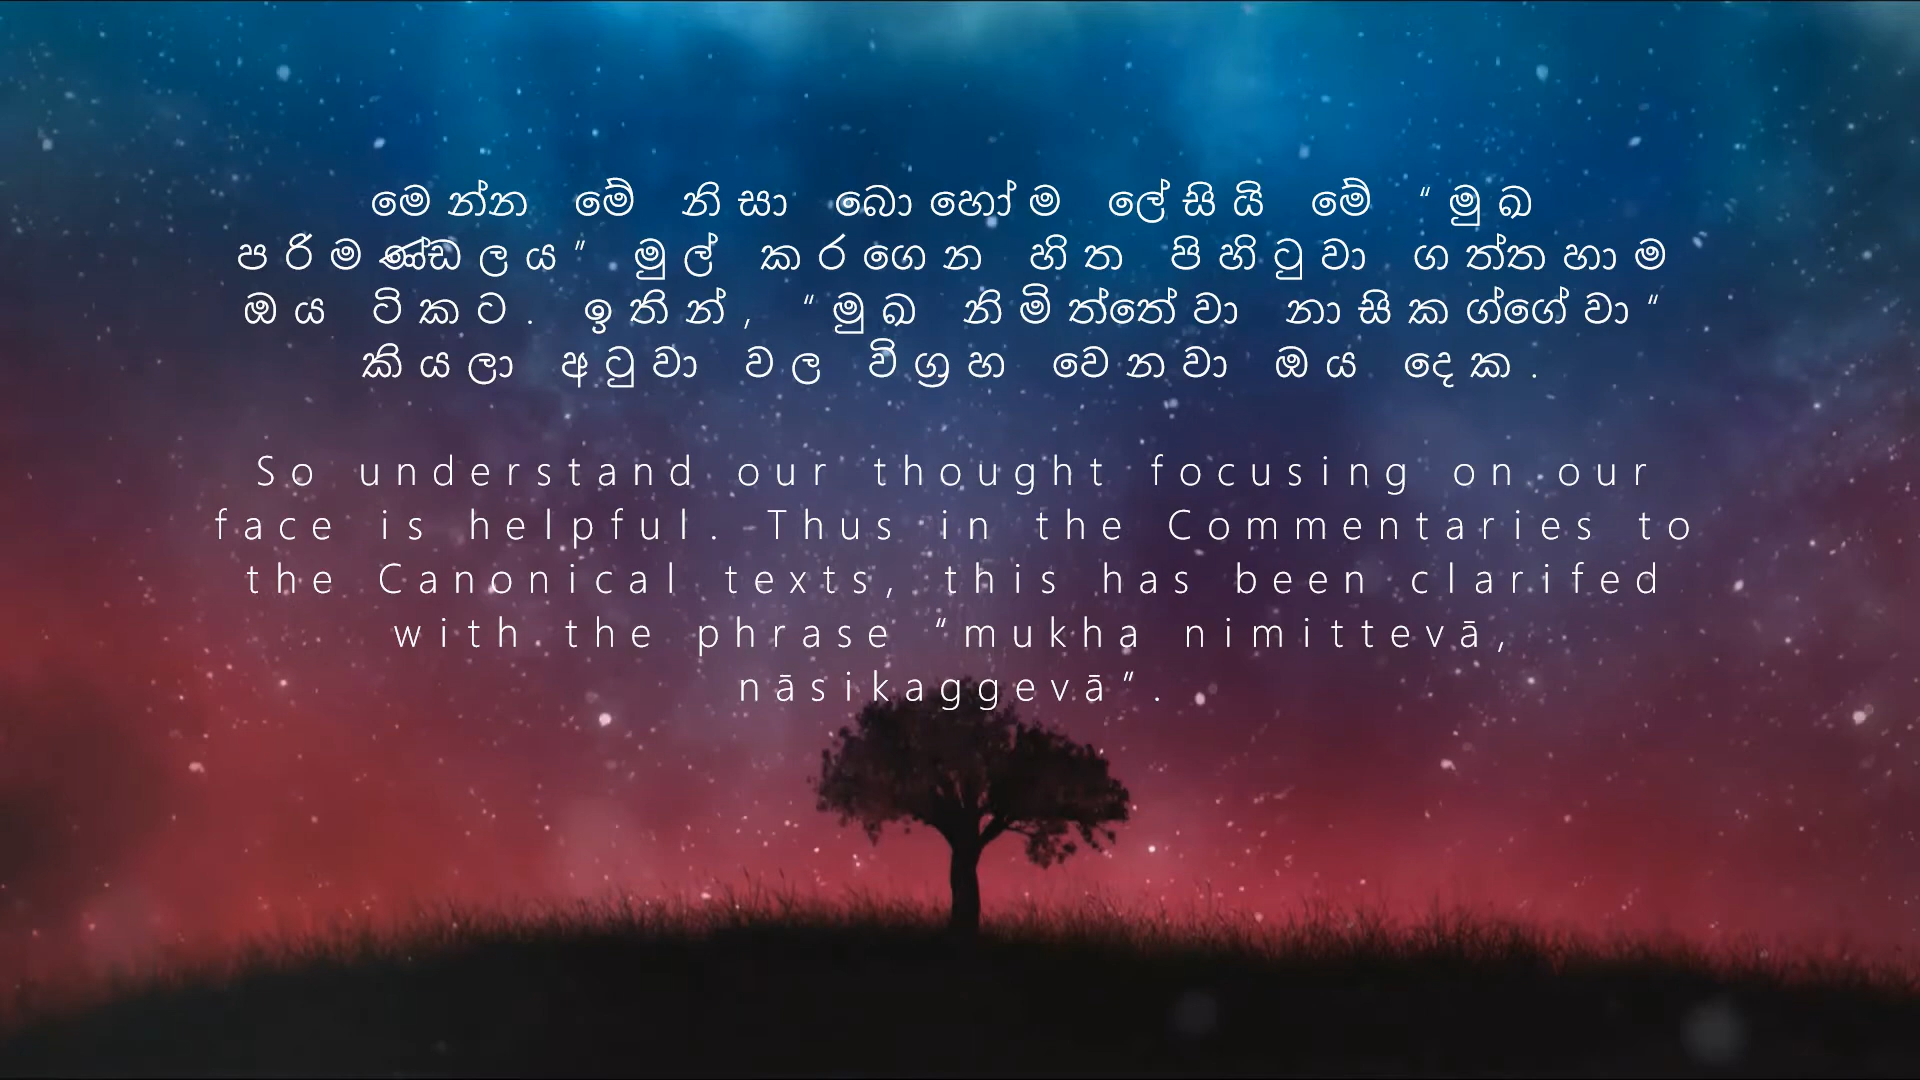 මෙන්න මේ නිසා බොහෝම ලේසියි මේ “මුඛ
පරිමණ්ඩලය” මුල් කරගෙන හිත පිහිටුවා ගත්තහාම
ඔය ටිකට. ඉතින්, “මුඛ නිමිත්තේවා නාසිකග්ගේවා“
කියලා අටුවා වල විග්‍රහ වෙනවා ඔය දෙක.
So understand our thought focusing on our
face is helpful. Thus in the Commentaries to
the Canonical texts, this has been clarifed
with the phrase “mukha nimittevā,
nāsikaggevā”.